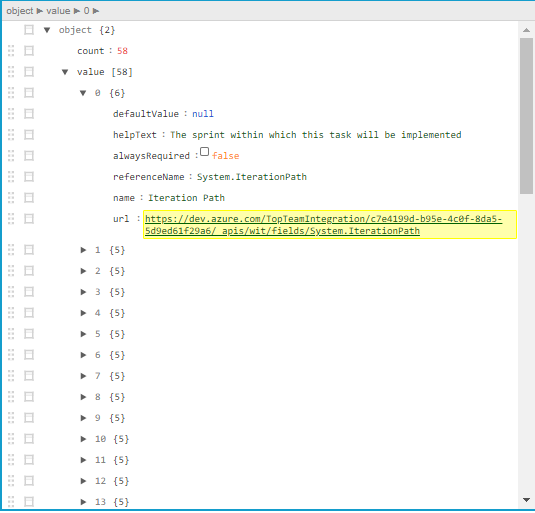 object ▶ value ▶ 0 ▶
▼ object {2}
count : 58
▼ value [58]
▼ 0 {6}
defaultValue : null
helpText : The sprint within which this task will be implemented
alwaysRequired : false
referenceName : System.IterationPath
name : Iteration Path
url : https://dev.azure.com/TopTeamIntegration/c7e4199d-b95e-4c0f-8da5-
5d9ed61f29a6/_apis/wit/fields/System.IterationPath
▶ 1 {5}
▶ 2 {5}
▶ 3 {5}
▶ 4 {5}
▶ 5 {5}
▶ 6 {5}
▶ 7 {5}
▶ 8 {5}
▶ 9 {5}
▶ 10 {5}
▶ 11 {5}
▶ 12 {5}
▶ 13 {5}